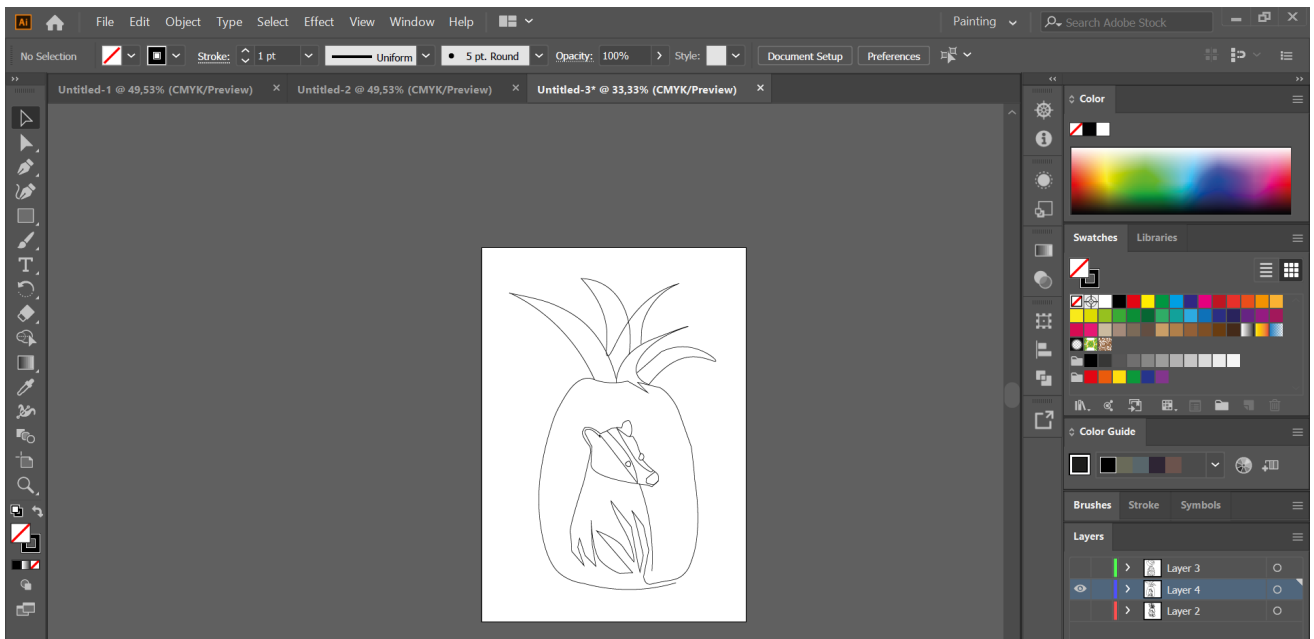 Ai File Edit Object Type Select Effect View Window Help Painting Search Adobe Stock
No Selection Stroke: 1 pt Uniform 5 pt. Round Opacity: 100% Style: Document Setup Preferences
Untitled-1 @ 49,53% (CMYK/Preview) × Untitled-2 @ 49,53% (CMYK/Preview) × Untitled-3* @ 33,33% (CMYK/Preview) ×
Color
Swatches Libraries
Color Guide
Brushes Stroke Symbols
Layers
Layer 3
Layer 4
Layer 2